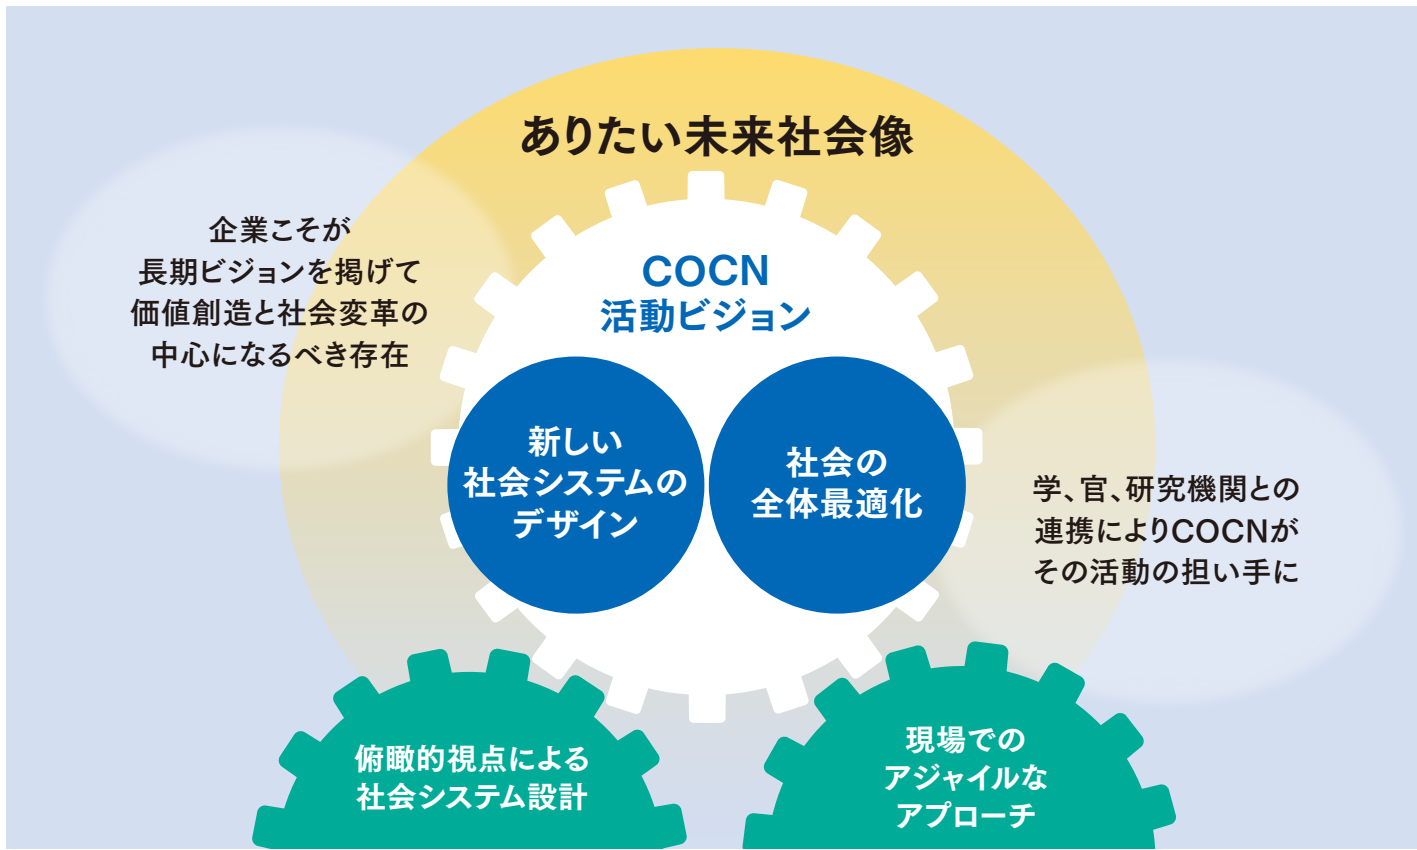 ありたい未来社会像
企業こそが
長期ビジョンを掲げて
価値創造と社会変革の
中心になるべき存在
COCN
活動ビジョン
新しい
社会システムの
デザイン
社会の
全体最適化
学、官、研究機関との
連携によりCOCNが
その活動の担い手に
俯瞰的視点による
社会システム設計
現場での
アジャイルな
アプローチ